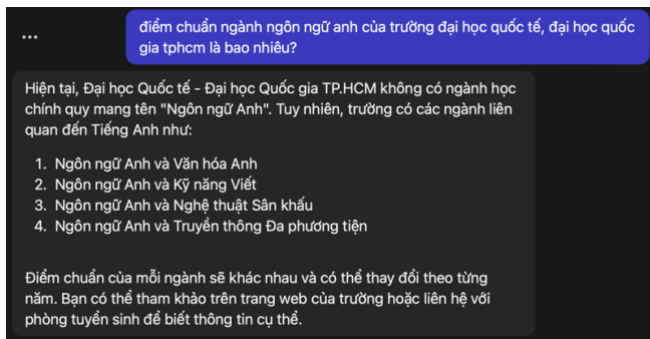 điểm chuẩn ngành ngôn ngữ anh của trường đại học quốc tế, đại học quốc
gia tphcm là bao nhiêu?
Hiện tại, Đại học Quốc tế - Đại học Quốc gia TP.HCM không có ngành học
chính quy mang tên "Ngôn ngữ Anh". Tuy nhiên, trường có các ngành liên
quan đến Tiếng Anh như:
1. Ngôn ngữ Anh và Văn hóa Anh
2. Ngôn ngữ Anh và Kỹ năng Viết
3. Ngôn ngữ Anh và Nghệ thuật Sân khấu
4. Ngôn ngữ Anh và Truyền thông Đa phương tiện
Điểm chuẩn của mỗi ngành sẽ khác nhau và có thể thay đổi theo từng
năm. Bạn có thể tham khảo trên trang web của trường hoặc liên hệ với
phòng tuyển sinh để biết thông tin cụ thể.